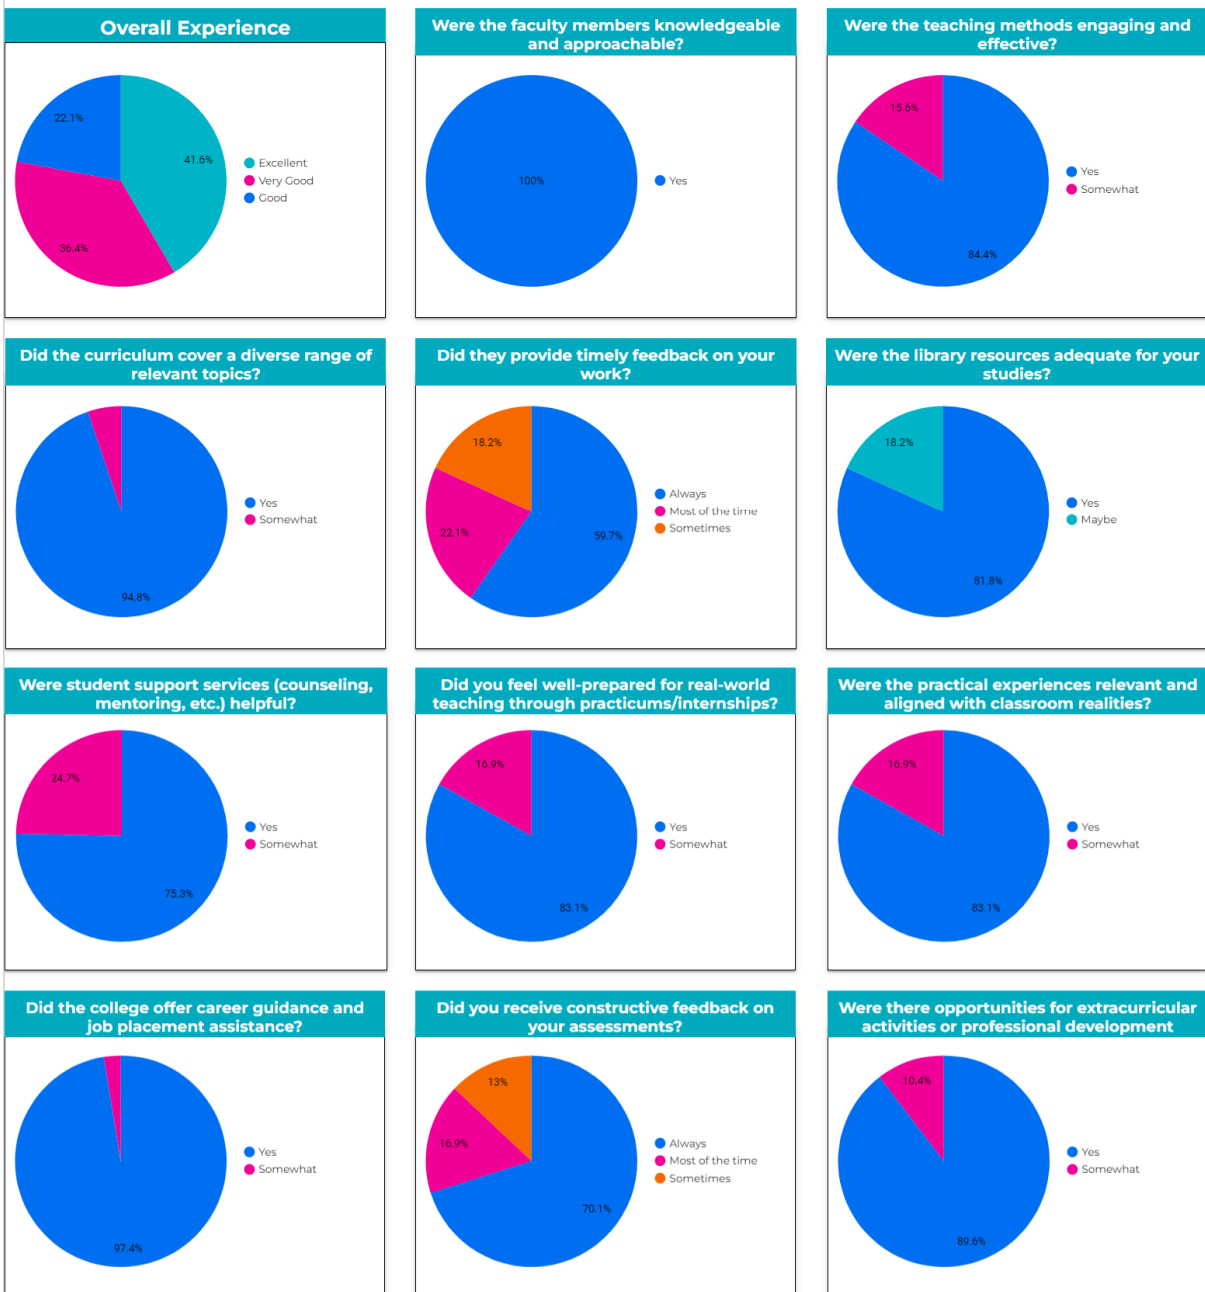 Overall Experience
22.1%
41.6%
36.4%
Excellent
Very Good
Good
Were the faculty members knowledgeable
and approachable?
100%
Yes
Were the teaching methods engaging and
effective?
15.6%
84.4%
Yes
Somewhat
Did the curriculum cover a diverse range of
relevant topics?
94.8%
Yes
Somewhat
Did they provide timely feedback on your
work?
18.2%
22.1%
59.7%
Always
Most of the time
Sometimes
Were the library resources adequate for your
studies?
18.2%
81.8%
Yes
Maybe
Were student support services (counseling,
mentoring, etc.) helpful?
24.7%
75.3%
Yes
Somewhat
Did you feel well-prepared for real-world
teaching through practicums/internships?
16.9%
83.1%
Yes
Somewhat
Were the practical experiences relevant and
aligned with classroom realities?
16.9%
83.1%
Yes
Somewhat
Did the college offer career guidance and
job placement assistance?
97.4%
Yes
Somewhat
Did you receive constructive feedback on
your assessments?
13%
16.9%
70.1%
Always
Most of the time
Sometimes
Were there opportunities for extracurricular
activities or professional development
10.4%
89.6%
Yes
Somewhat